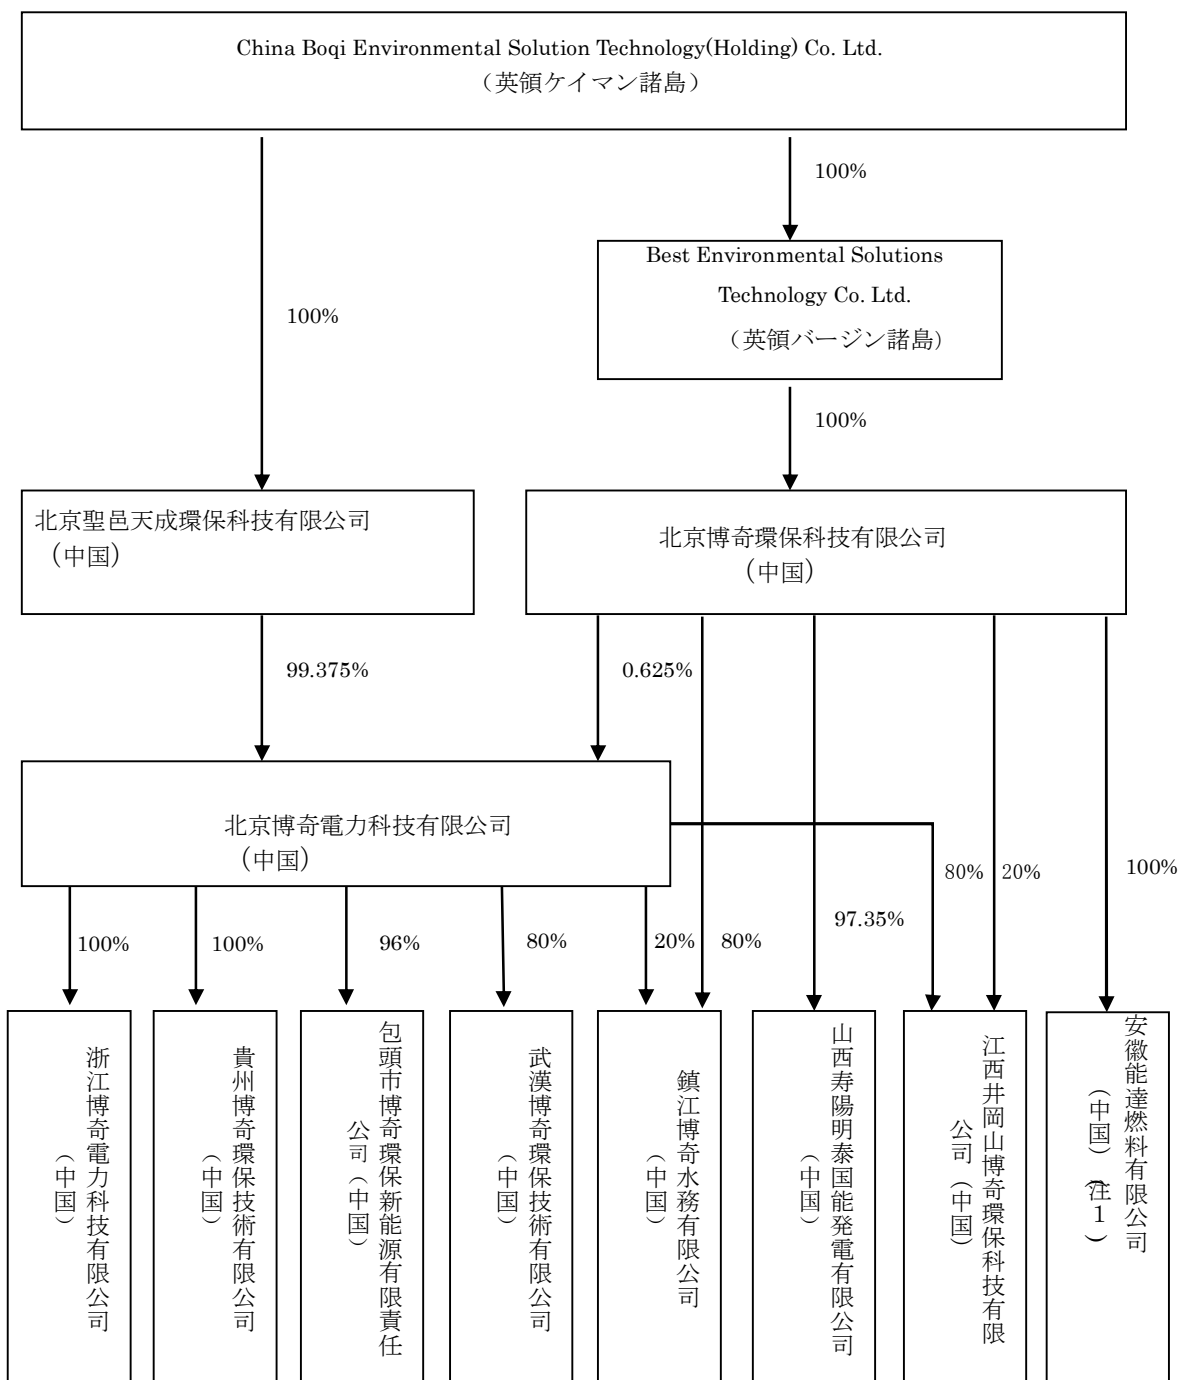 China Boqi Environmental Solution Technology(Holding) Co. Ltd.
（英領ケイマン諸島）
100%
100%
Best Environmental Solutions
Technology Co. Ltd.
（英領バージン諸島）
100%
北京聖邑天成環保科技有限公司
（中国）
北京博奇環保科技有限公司
（中国）
99.375%
0.625%
北京博奇電力科技有限公司
（中国）
80%
20%
100%
97.35%
100%
100%
96%
80%
20%
80%
浙江博奇電力科技有限公司
（中国）
貴州博奇環保技術有限公司
（中国）
包頭市博奇環保新能源有限責任
公司（中国）
武漢博奇環保技術有限公司
（中国）
鎮江博奇水務有限公司
（中国）
山西寿陽明泰国能発電有限公司
（中国）
江西井岡山博奇環保科技有限
公司（中国）
安徽能達燃料有限公司
（中国）（注１）